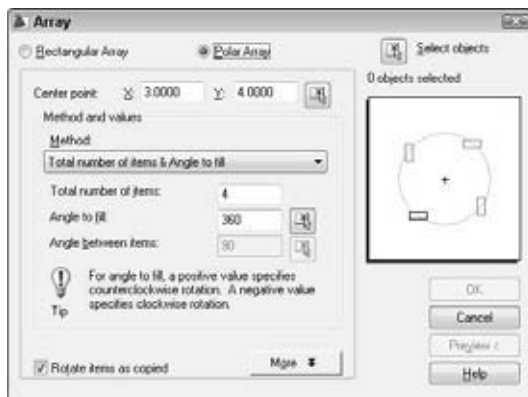 Array
Rectangular Array
Polar Array
Select objects
0 objects selected
Center point: X: 3.0000 Y: 4.0000
Method and values
Method:
Total number of items & Angle to fill
Total number of items: 4
Angle to fill: 360
Angle between items: 90
For angle to fill, a positive value specifies
counterclockwise rotation. A negative value
specifies clockwise rotation.
Tip
Rotate items as copied
More
OK
Cancel
Preview <
Help